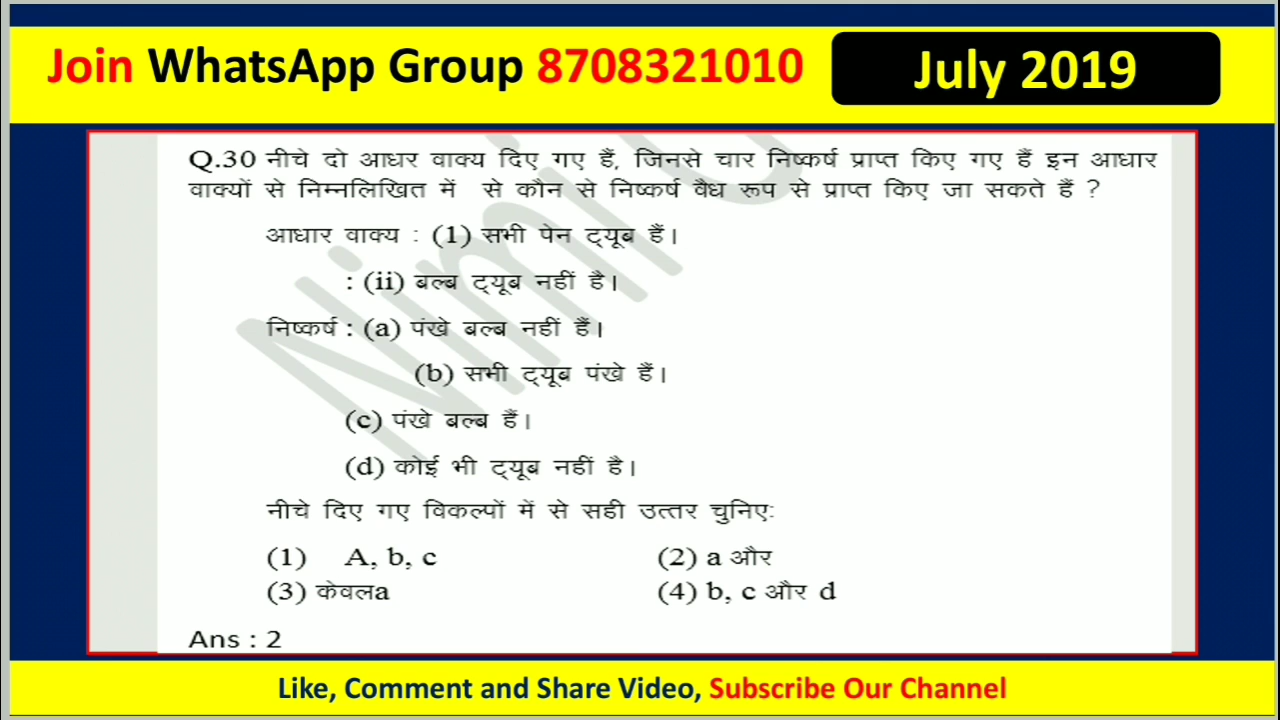 Join WhatsApp Group 8708321010 July 2019
Q.30 नीचे दो आधर वाक्य दिए गए हैं, जिनसे चार निष्कर्ष प्राप्त किए गए हैं इन आधार
वाक्यों से निम्नलिखित में से कौन से निष्कर्ष वैध रूप से प्राप्त किए जा सकते हैं ?
आधार वाक्य : (1) सभी पेन ट्यूब हैं।
: (ii) बल्ब ट्यूब नहीं है।
निष्कर्ष : (a) पंखे बल्ब नहीं हैं।
(b) सभी ट्यूब पंखे हैं।
(c) पंखे बल्ब हैं।
(d) कोई भी ट्यूब नहीं है।
नीचे दिए गए विकल्पों में से सही उत्तर चुनिए:
(1) A, b, c (2) a और
(3) केवलa (4) b, c और d
Ans : 2
Like, Comment and Share Video, Subscribe Our Channel